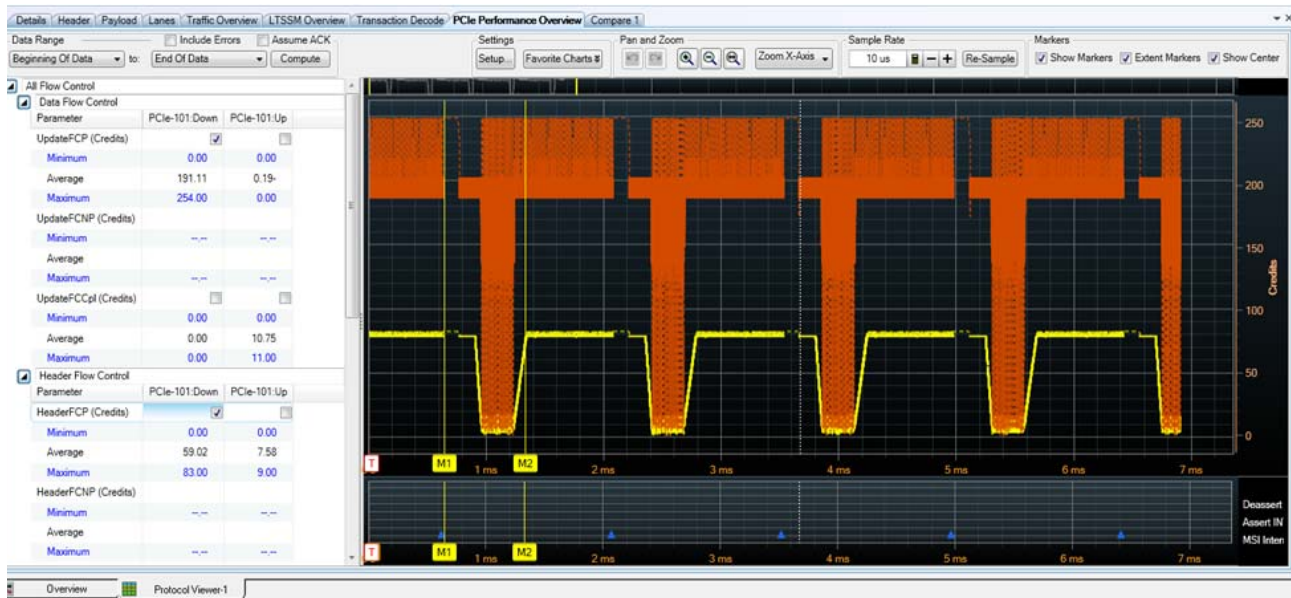 Details Header Payload Lanes Traffic Overview LTSSM Overview Transaction Decode PCIe Performance Overview Compare 1
Data Range Include Errors Assume ACK Settings Pan and Zoom Sample Rate Markers
Beginning Of Data to: End Of Data Compute Setup... Favorite Charts Zoom X-Axis 10 us Re-Sample Show Markers Extent Markers Show Center
All Flow Control
Data Flow Control
Parameter PCIe-101:Down PCIe-101:Up
UpdateFCP (Credits)
Minimum 0.00 0.00
Average 191.11 0.19-
Maximum 254.00 0.00
UpdateFCNP (Credits)
Minimum --.-- --.--
Average
Maximum --.-- --.--
UpdateFCCpl (Credits)
Minimum 0.00 0.00
Average 0.00 10.75
Maximum 0.00 11.00
Header Flow Control
Parameter PCIe-101:Down PCIe-101:Up
HeaderFCP (Credits)
Minimum 0.00 0.00
Average 59.02 7.58
Maximum 83.00 9.00
HeaderFCNP (Credits)
Minimum --.-- --.--
Average
Maximum --.-- --.--
250
200
150
100
50
0
Credits
T M1 1 ms M2 2 ms 3 ms 4 ms 5 ms 6 ms 7 ms
Deassert
Assert IN
MSI Inten
T M1 1 ms M2 2 ms 3 ms 4 ms 5 ms 6 ms 7 ms
Overview Protocol Viewer-1